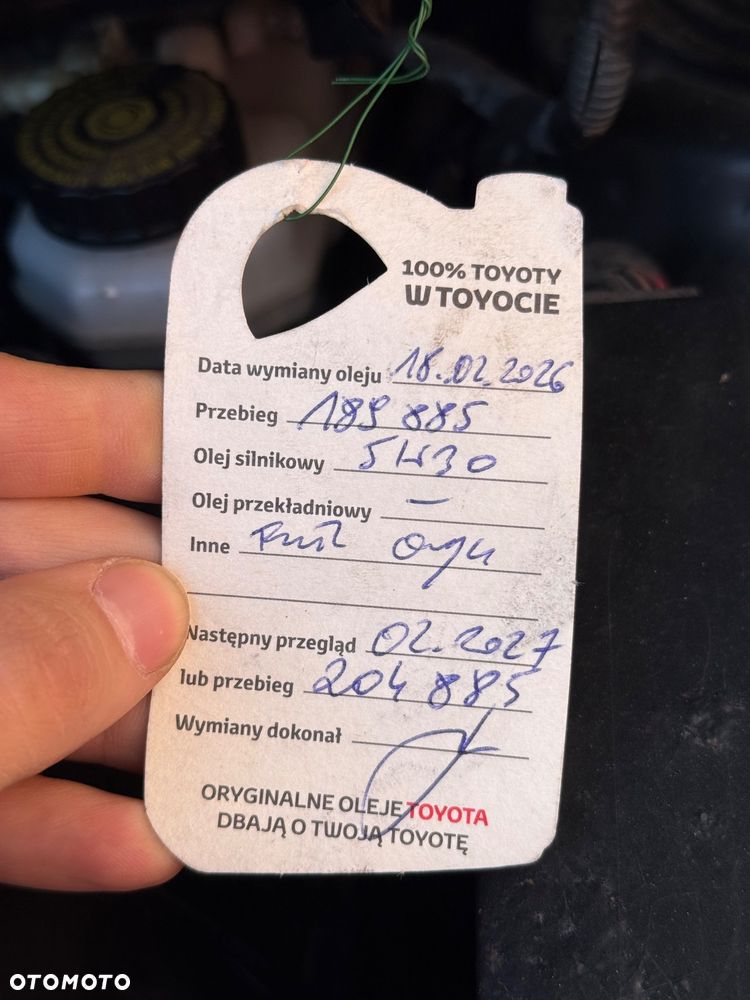 100% TOYOTY
W TOYOCIE
Data wymiany oleju 18.02.2026
Przebieg 189 885
Olej silnikowy 5W30
Olej przekładniowy —
Inne
Następny przegląd 02.2027
lub przebieg 204 885
Wymiany dokonał
ORYGINALNE OLEJE TOYOTA
DBAJĄ O TWOJĄ TOYOTĘ
OTOMOTO